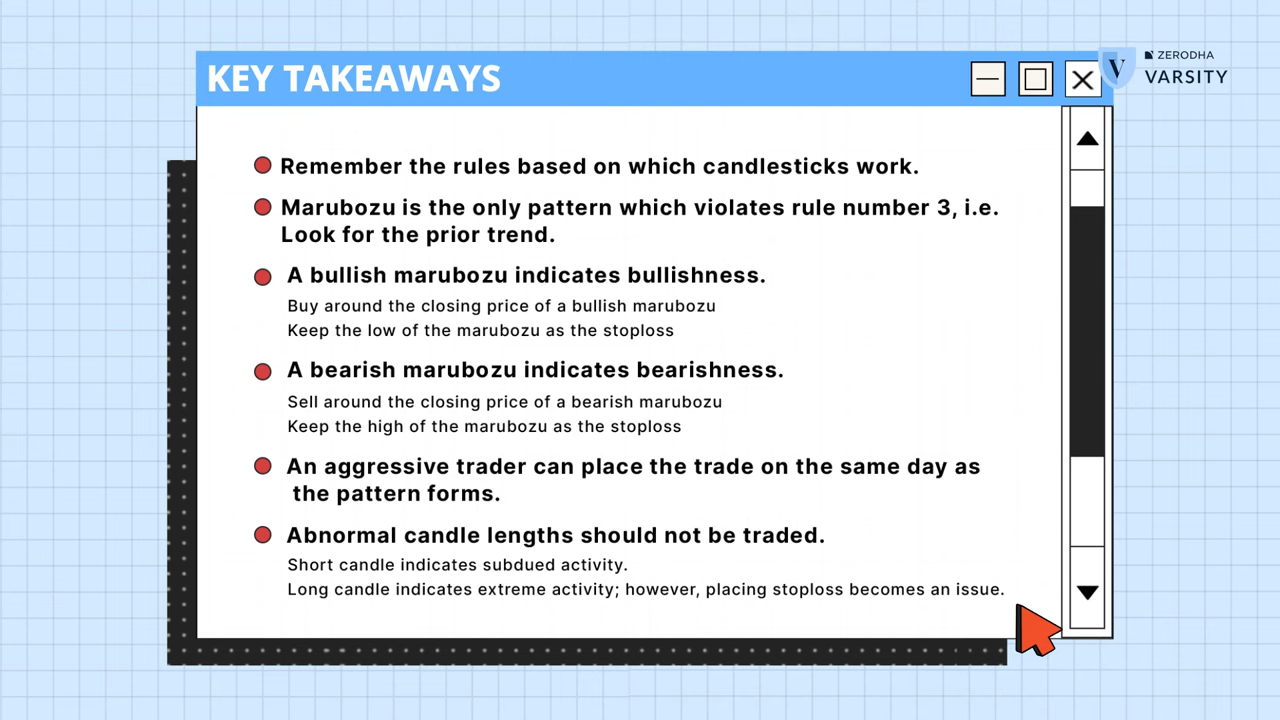 KEY TAKEAWAYS
ZERODHA
V VARSITY
Remember the rules based on which candlesticks work.
Marubozu is the only pattern which violates rule number 3, i.e.
Look for the prior trend.
A bullish marubozu indicates bullishness.
Buy around the closing price of a bullish marubozu
Keep the low of the marubozu as the stoploss
A bearish marubozu indicates bearishness.
Sell around the closing price of a bearish marubozu
Keep the high of the marubozu as the stoploss
An aggressive trader can place the trade on the same day as
the pattern forms.
Abnormal candle lengths should not be traded.
Short candle indicates subdued activity.
Long candle indicates extreme activity; however, placing stoploss becomes an issue.